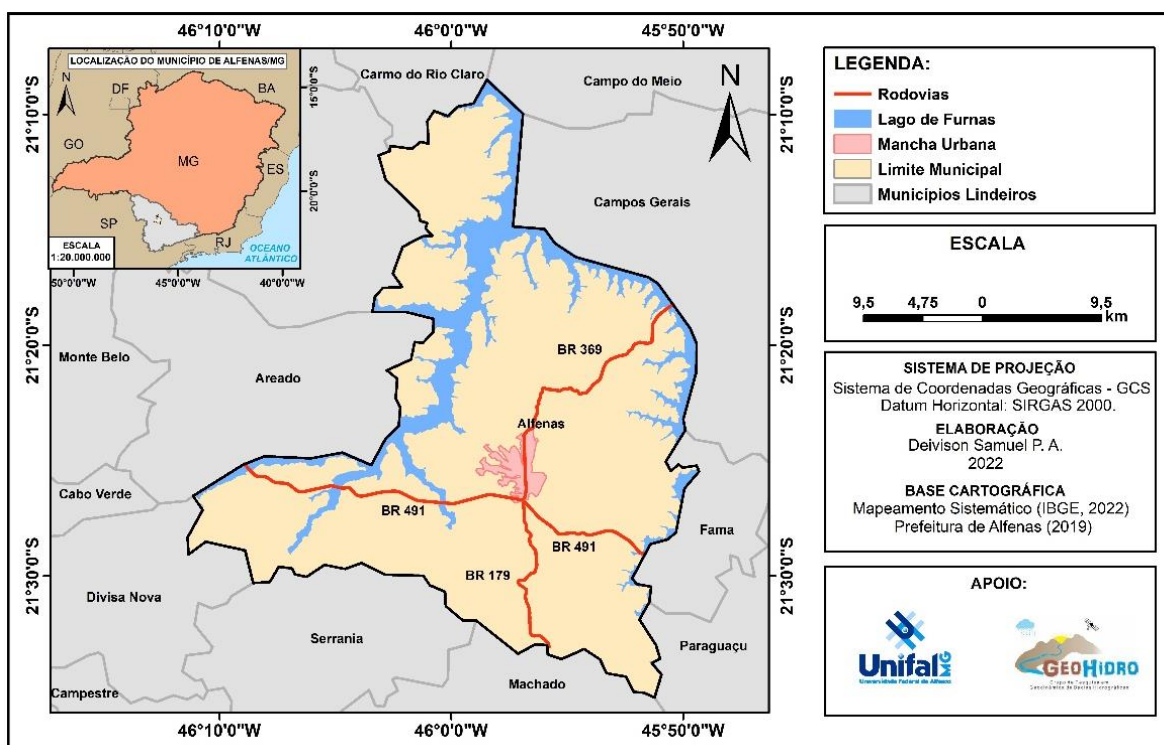 46°10'0"W
46°0'0"W
45°50'0"W
LOCALIZAÇÃO DO MUNICÍPIO DE ALFENAS/MG
N
DF
BA
GO
MG
ES
SP
RJ
ESCALA
1:20.000.000
OCEANO
ATLÂNTICO
15°0'0"S
20°0'0"S
50°0'0"W
45°0'0"W
40°0'0"W
21°10'0"S
21°20'0"S
21°30'0"S
Carmo do Rio Claro
Campo do Meio
N
Campos Gerais
Monte Belo
Areado
BR 369
Alfenas
Cabo Verde
BR 491
BR 491
Fama
BR 179
Divisa Nova
Serrania
Paraguaçu
Campestre
Machado
21°10'0"S
21°20'0"S
21°30'0"S
46°10'0"W
46°0'0"W
45°50'0"W
LEGENDA:
Rodovias
Lago de Furnas
Mancha Urbana
Limite Municipal
Municípios Lindeiros
ESCALA
9,5 4,75 0 9,5
km
SISTEMA DE PROJEÇÃO
Sistema de Coordenadas Geográficas - GCS
Datum Horizontal: SIRGAS 2000.
ELABORAÇÃO
Deivison Samuel P. A.
2022
BASE CARTOGRÁFICA
Mapeamento Sistemático (IBGE, 2022)
Prefeitura de Alfenas (2019)
APOIO:
Unifal MG
Universidade Federal de Alfenas
GEOHIDRO